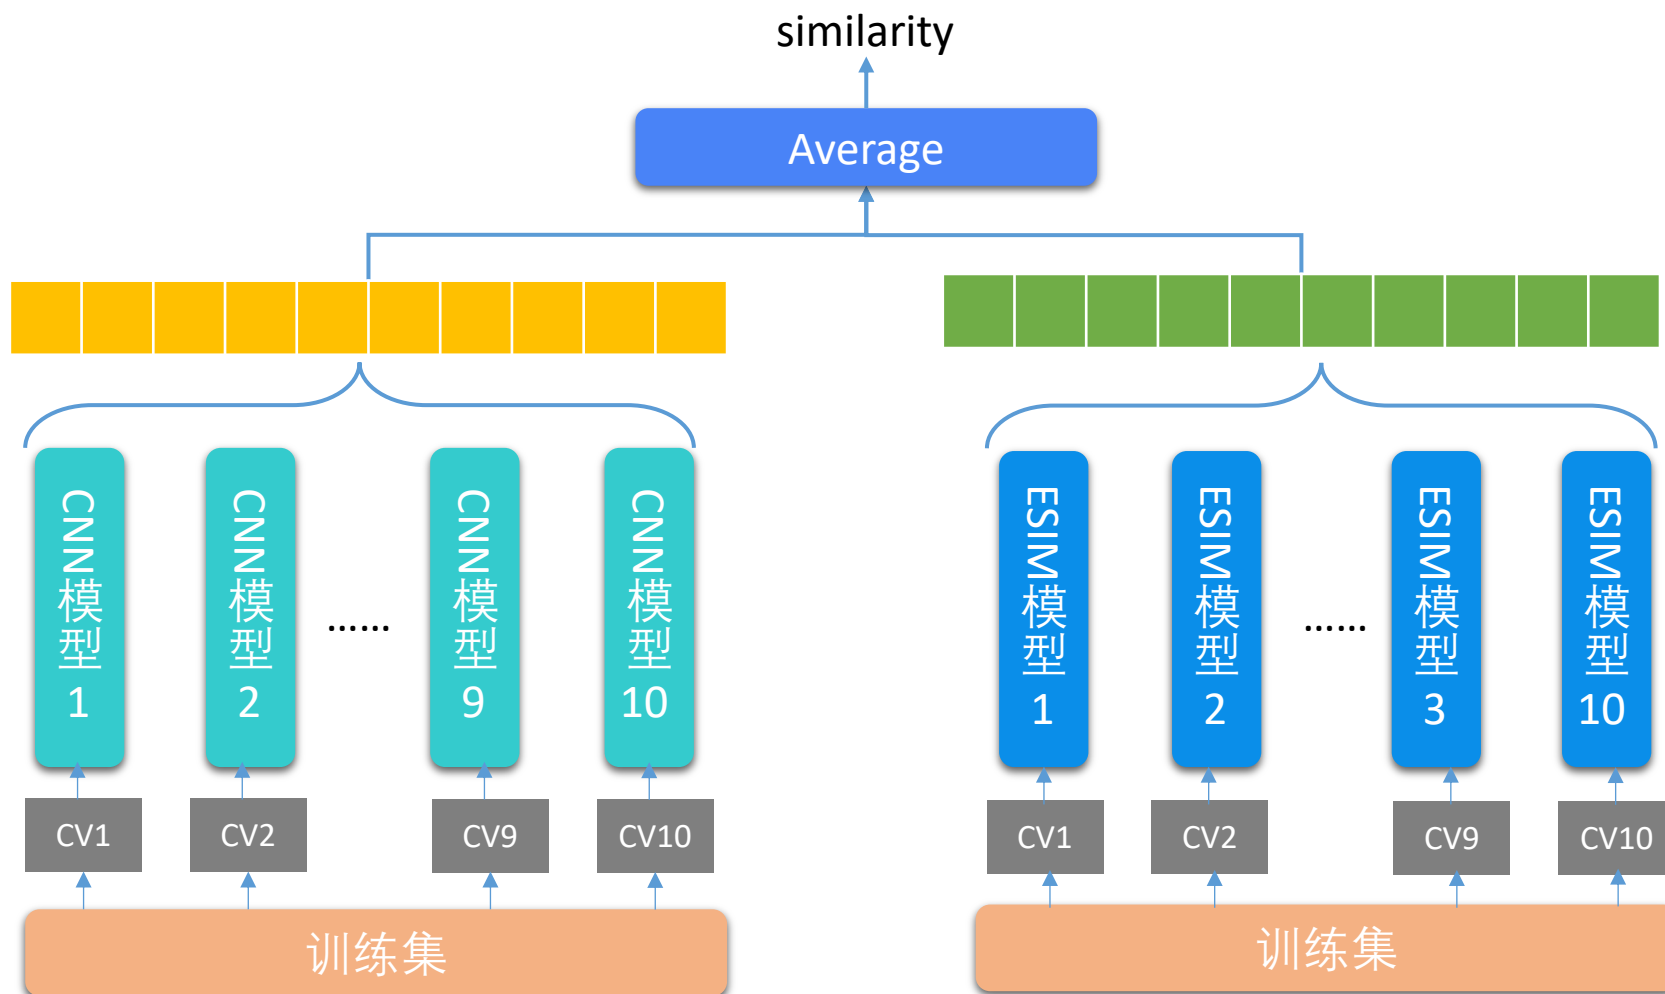 similarity
Average
CNN模型1
CNN模型2
……
CNN模型9
CNN模型10
ESIM模型1
ESIM模型2
……
ESIM模型3
ESIM模型10
CV1
CV2
CV9
CV10
CV1
CV2
CV9
CV10
训练集
训练集